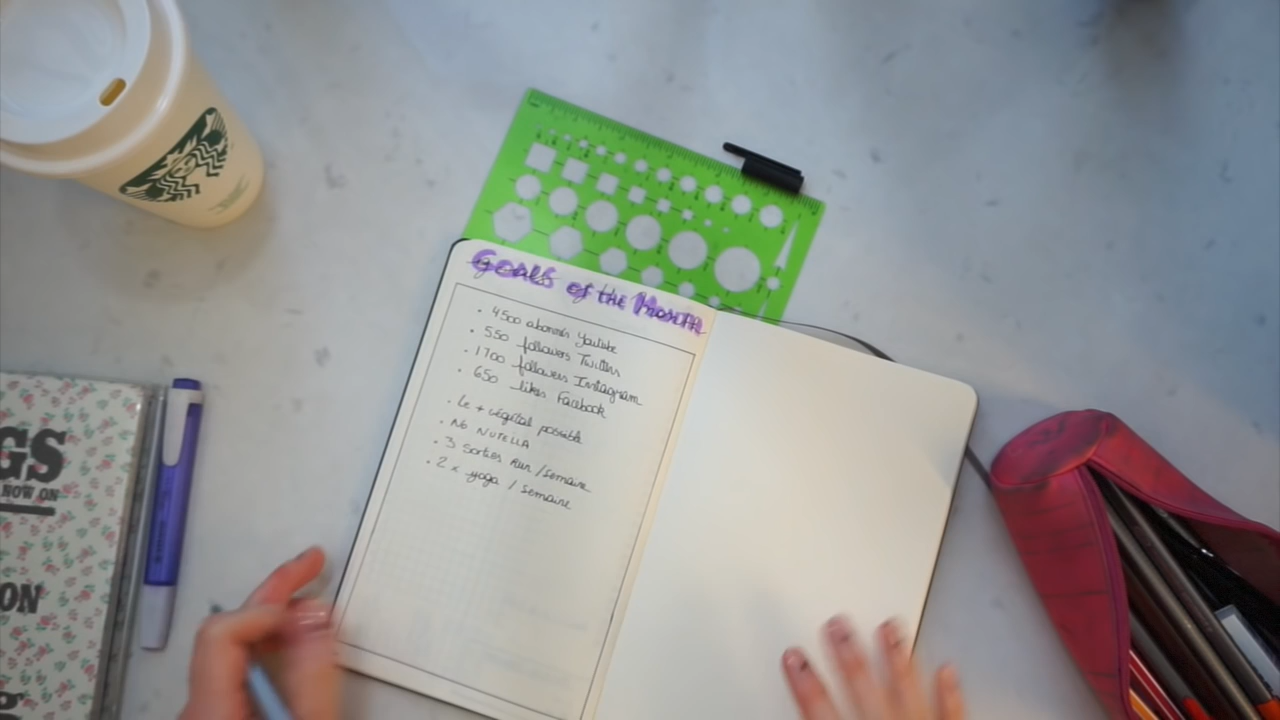 Goals of the Month
• 4500 abonnés Youtube
• 550 followers Twitter
• 1700 followers Instagram
• 650 likes Facebook
• Le + végétal possible
• NO NUTELLA
• 3 Sorties Run / Semaine
• 2 x yoga / Semaine
GS
NOW ON
ON